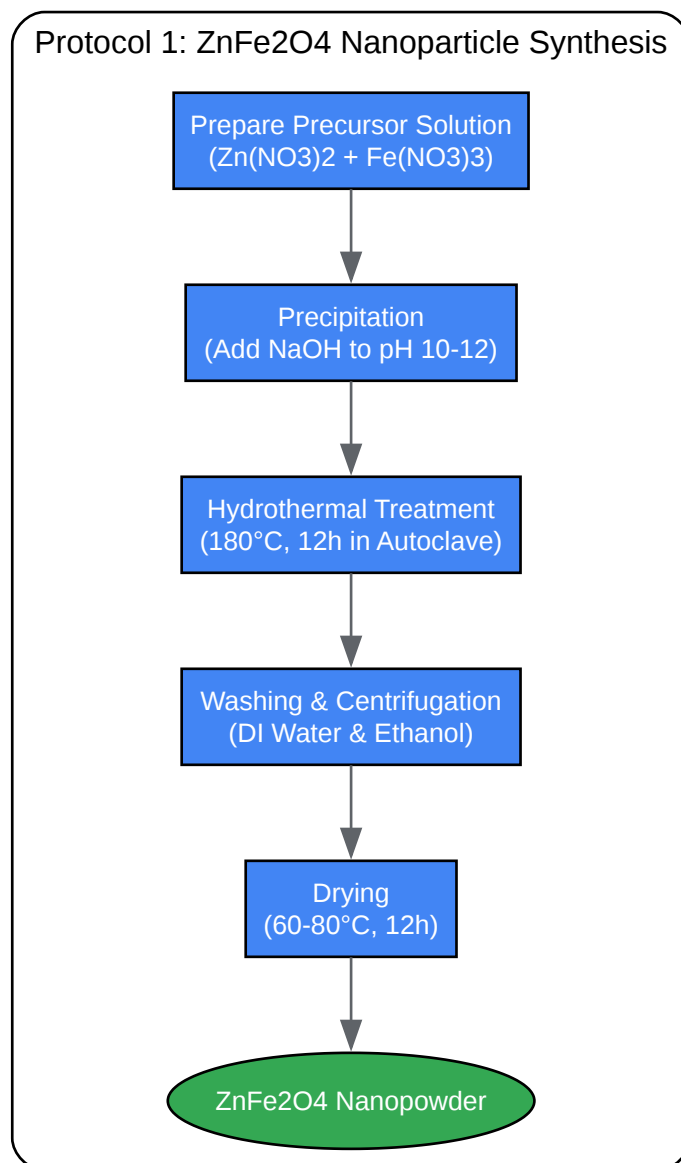 Protocol 1: ZnFe2O4 Nanoparticle Synthesis
Prepare Precursor Solution
(Zn(NO3)2 + Fe(NO3)3)
Precipitation
(Add NaOH to pH 10-12)
Hydrothermal Treatment
(180°C, 12h in Autoclave)
Washing & Centrifugation
(DI Water & Ethanol)
Drying
(60-80°C, 12h)
ZnFe2O4 Nanopowder